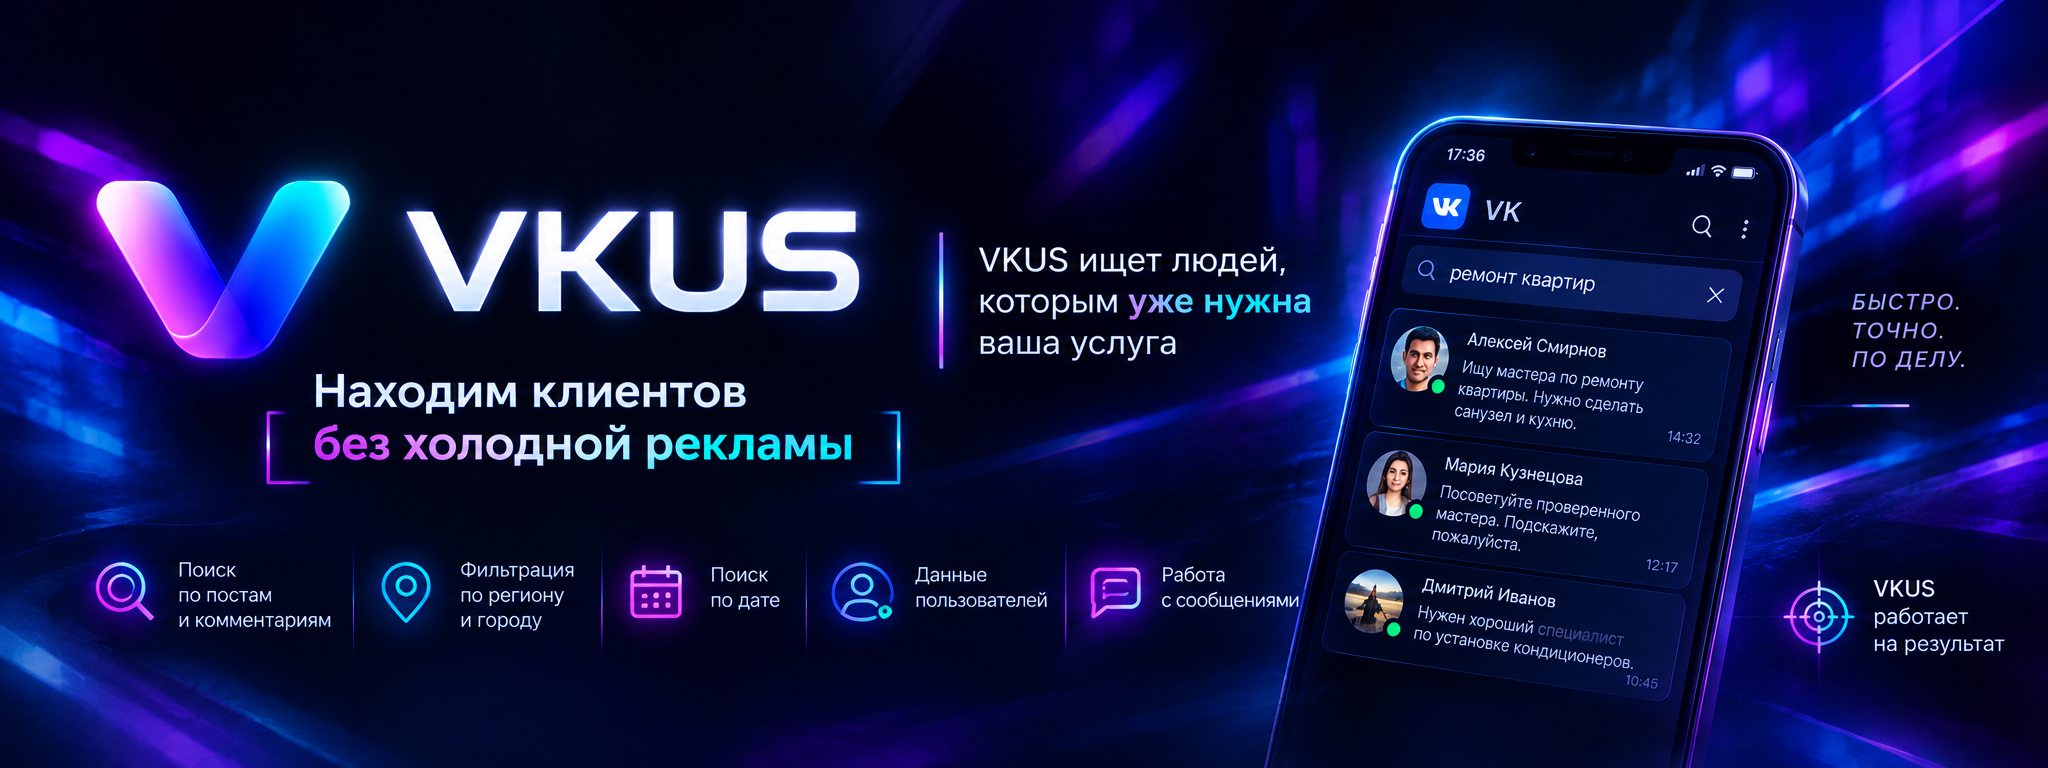 VKUS
Находим клиентов
без холодной рекламы
VKUS ищет людей,
которым уже нужна
ваша услуга
Поиск
по постам
и комментариям
Фильтрация
по региону
и городу
Поиск
по дате
Данные
пользователей
Работа
с сообщениями
17:36
VK
ремонт квартир
Алексей Смирнов
Ищу мастера по ремонту
квартиры. Нужно сделать
санузел и кухню.
14:32
Мария Кузнецова
Посоветуйте проверенного
мастера. Подскажите,
пожалуйста.
12:17
Дмитрий Иванов
Нужен хороший специалист
по установке кондиционеров.
10:45
БЫСТРО.
ТОЧНО.
ПО ДЕЛУ.
VKUS
работает
на результат